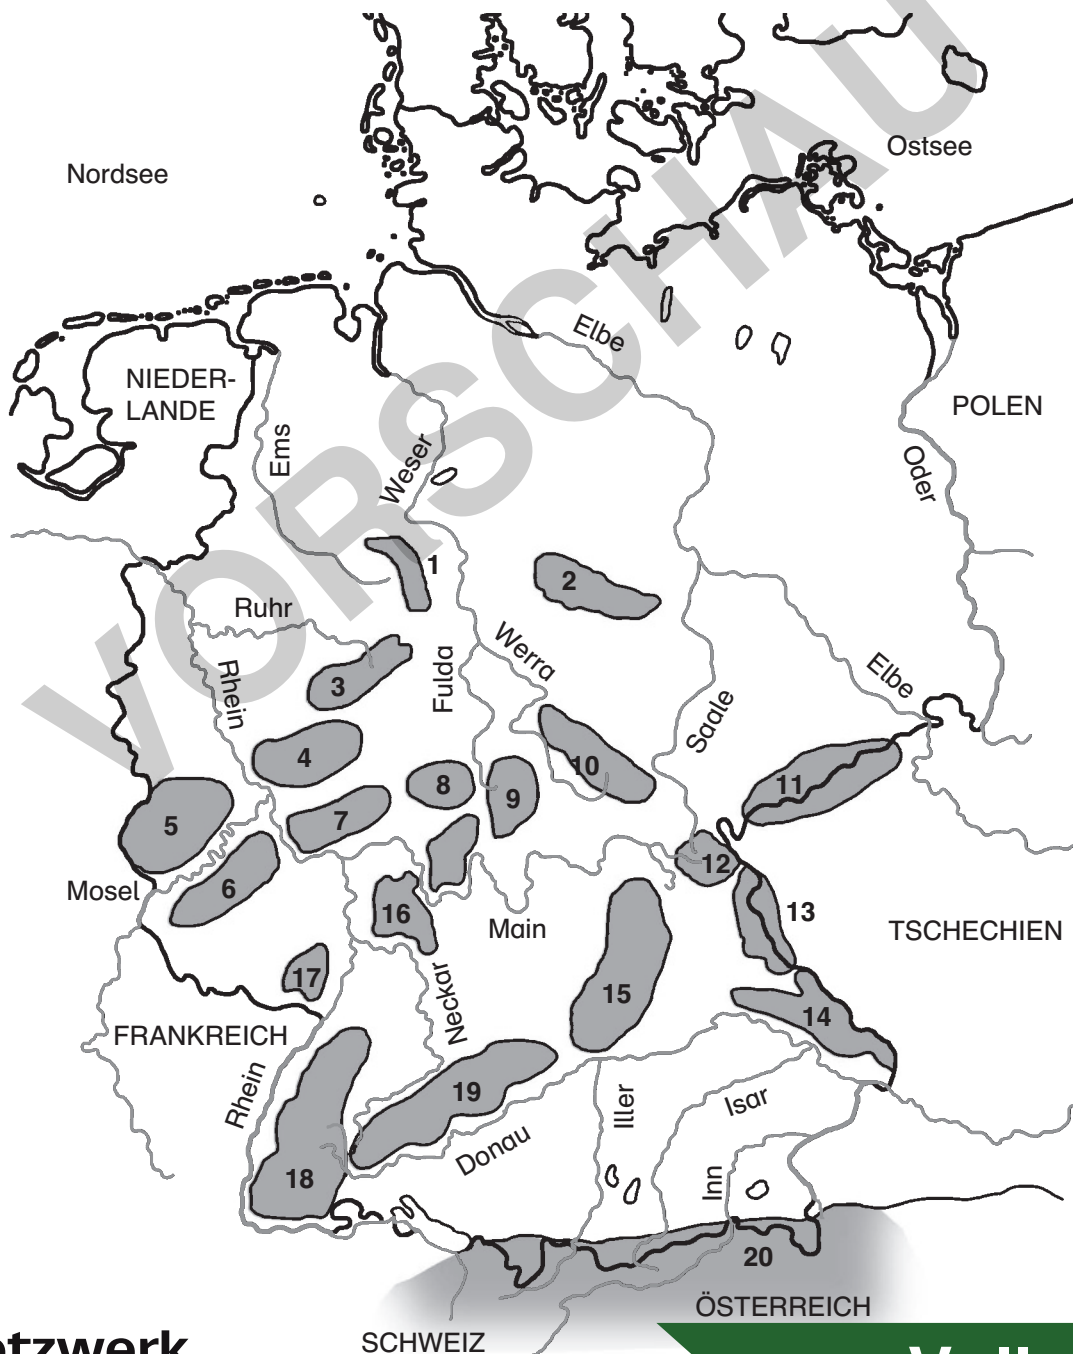 VORSCHAU
Nordsee
Ostsee
Elbe
NIEDER-
LANDE
POLEN
Ems
Weser
Oder
1
2
Ruhr
Werra
Rhein
Fulda
3
Elbe
Saale
4
10
11
8
9
5
7
12
Mosel
6
16
13
Main
TSCHECHIEN
17
Neckar
15
14
FRANKREICH
Rhein
19
Iller
Isar
Donau
18
Inn
20
ÖSTERREICH
SCHWEIZ